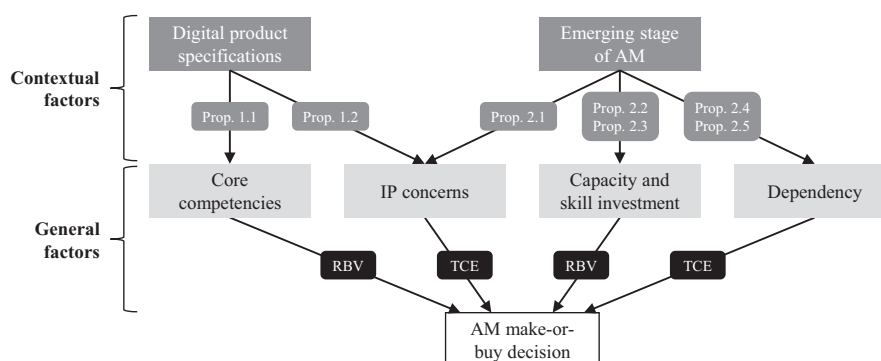 Digital product
specifications
Emerging stage
of AM
Contextual
factors
Prop. 1.1
Prop. 1.2
Prop. 2.1
Prop. 2.2
Prop. 2.3
Prop. 2.4
Prop. 2.5
Core
competencies
IP concerns
Capacity and
skill investment
Dependency
General
factors
RBV
TCE
RBV
TCE
AM make-or-
buy decision